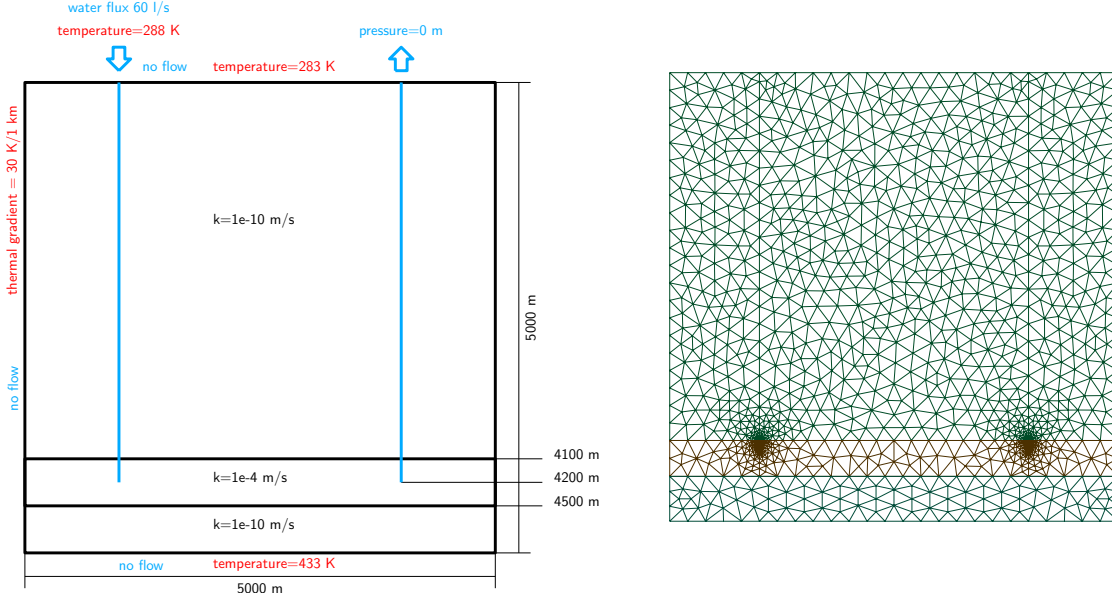 water flux 60 l/s
temperature=288 K
pressure=0 m
no flow
temperature=283 K
thermal gradient = 30 K/1 km
k=1e-10 m/s
5000 m
no flow
4100 m
k=1e-4 m/s
4200 m
4500 m
k=1e-10 m/s
no flow
temperature=433 K
5000 m